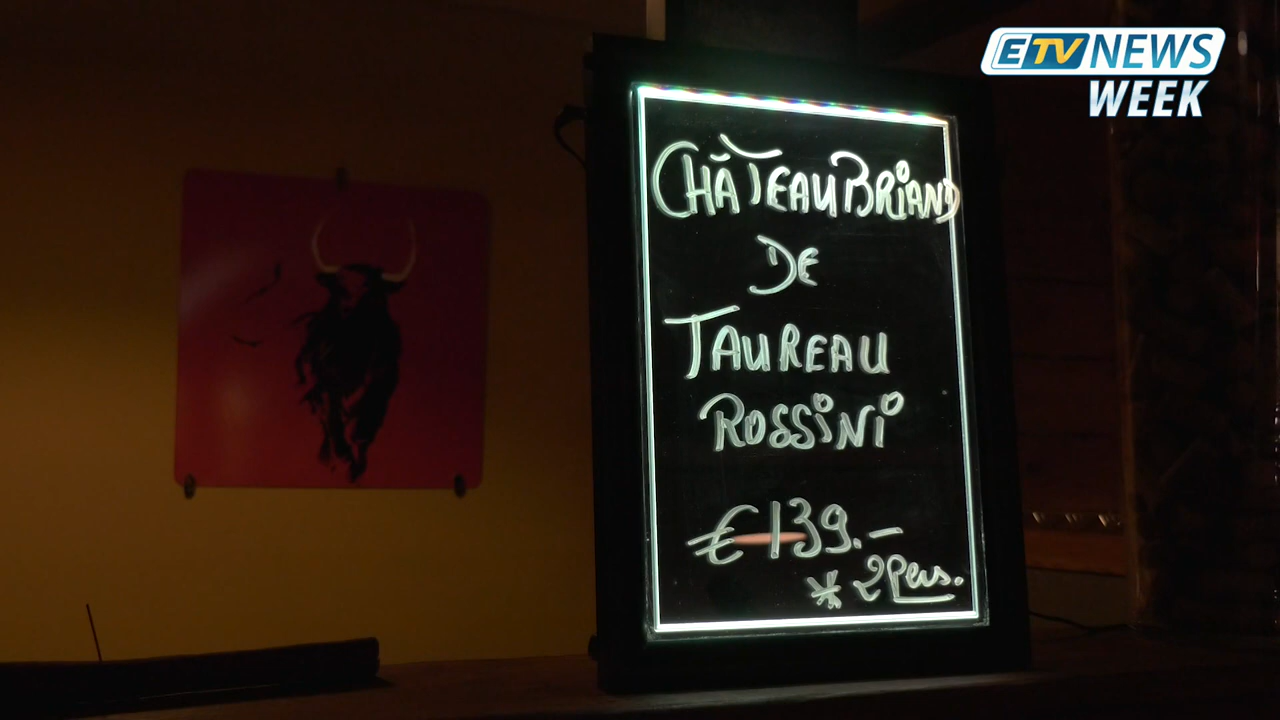 ETV NEWS
WEEK
CHÂTEAUBRIAND
DE
TAUREAU
ROSSINI
€139.-
* 2 Pers.